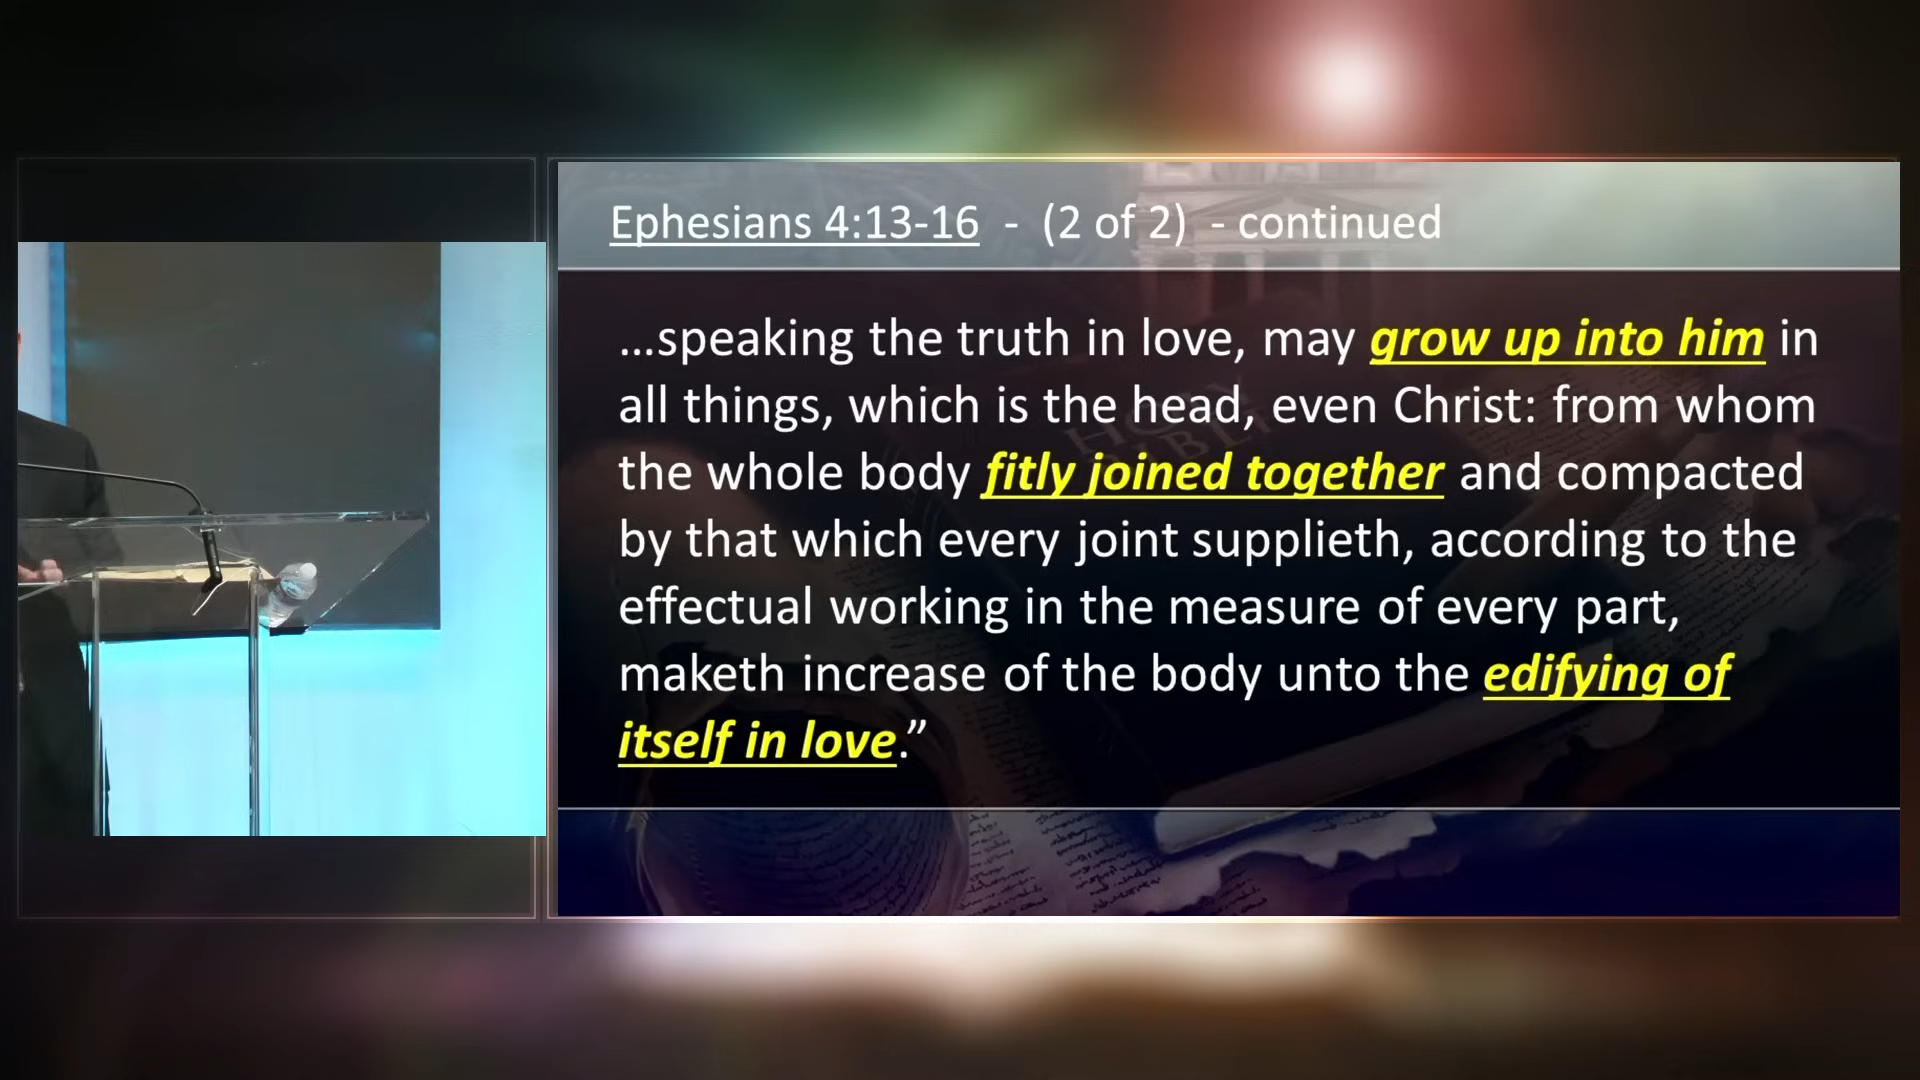 Ephesians 4:13-16 - (2 of 2) - continued
…speaking the truth in love, may grow up into him in
all things, which is the head, even Christ: from whom
the whole body fitly joined together and compacted
by that which every joint supplieth, according to the
effectual working in the measure of every part,
maketh increase of the body unto the edifying of
itself in love.”
HOLY
BIBLE